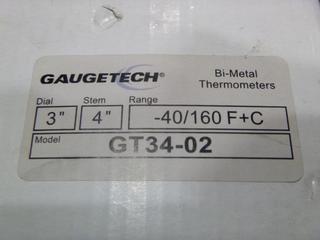 GAUGETECH®
Bi-Metal
Thermometers
Dial Stem Range
3" 4" -40/160 F+C
Model
GT34-02